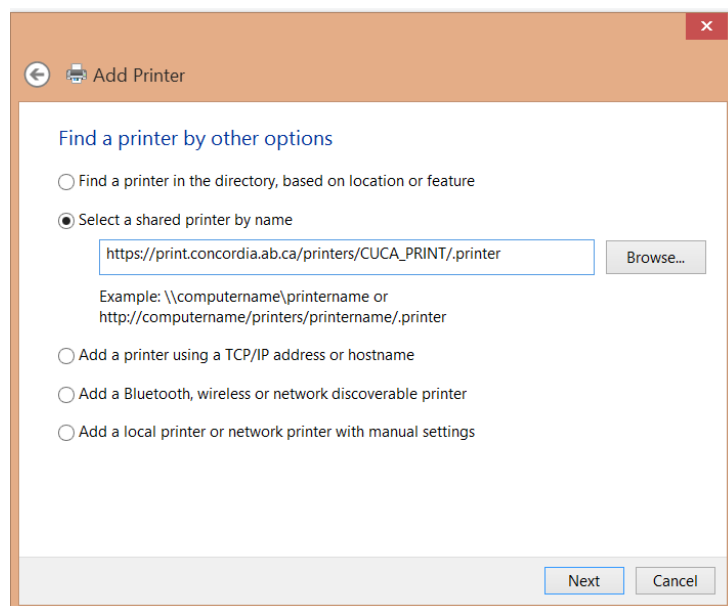 Add Printer
Find a printer by other options
Find a printer in the directory, based on location or feature
Select a shared printer by name
https://print.concordia.ab.ca/printers/CUCA_PRINT/.printer
Browse...
Example: \\computername\printername or
http://computername/printers/printername/.printer
Add a printer using a TCP/IP address or hostname
Add a Bluetooth, wireless or network discoverable printer
Add a local printer or network printer with manual settings
Next
Cancel